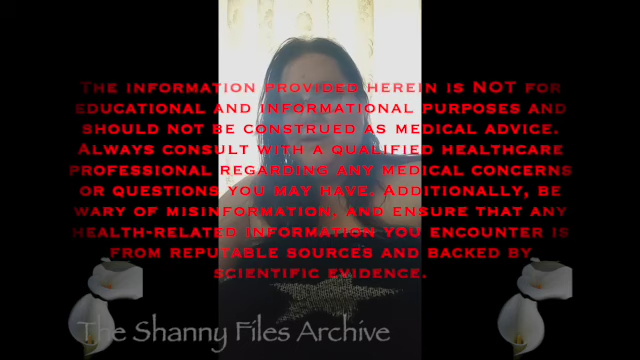 The information provided herein is NOT for
educational and informational purposes and
should not be construed as medical advice.
Always consult with a qualified healthcare
professional regarding any medical concerns
or questions you may have. Additionally, be
wary of misinformation, and ensure that any
health-related information you encounter is
from reputable sources and backed by
scientific evidence.
The Shanny Files Archive